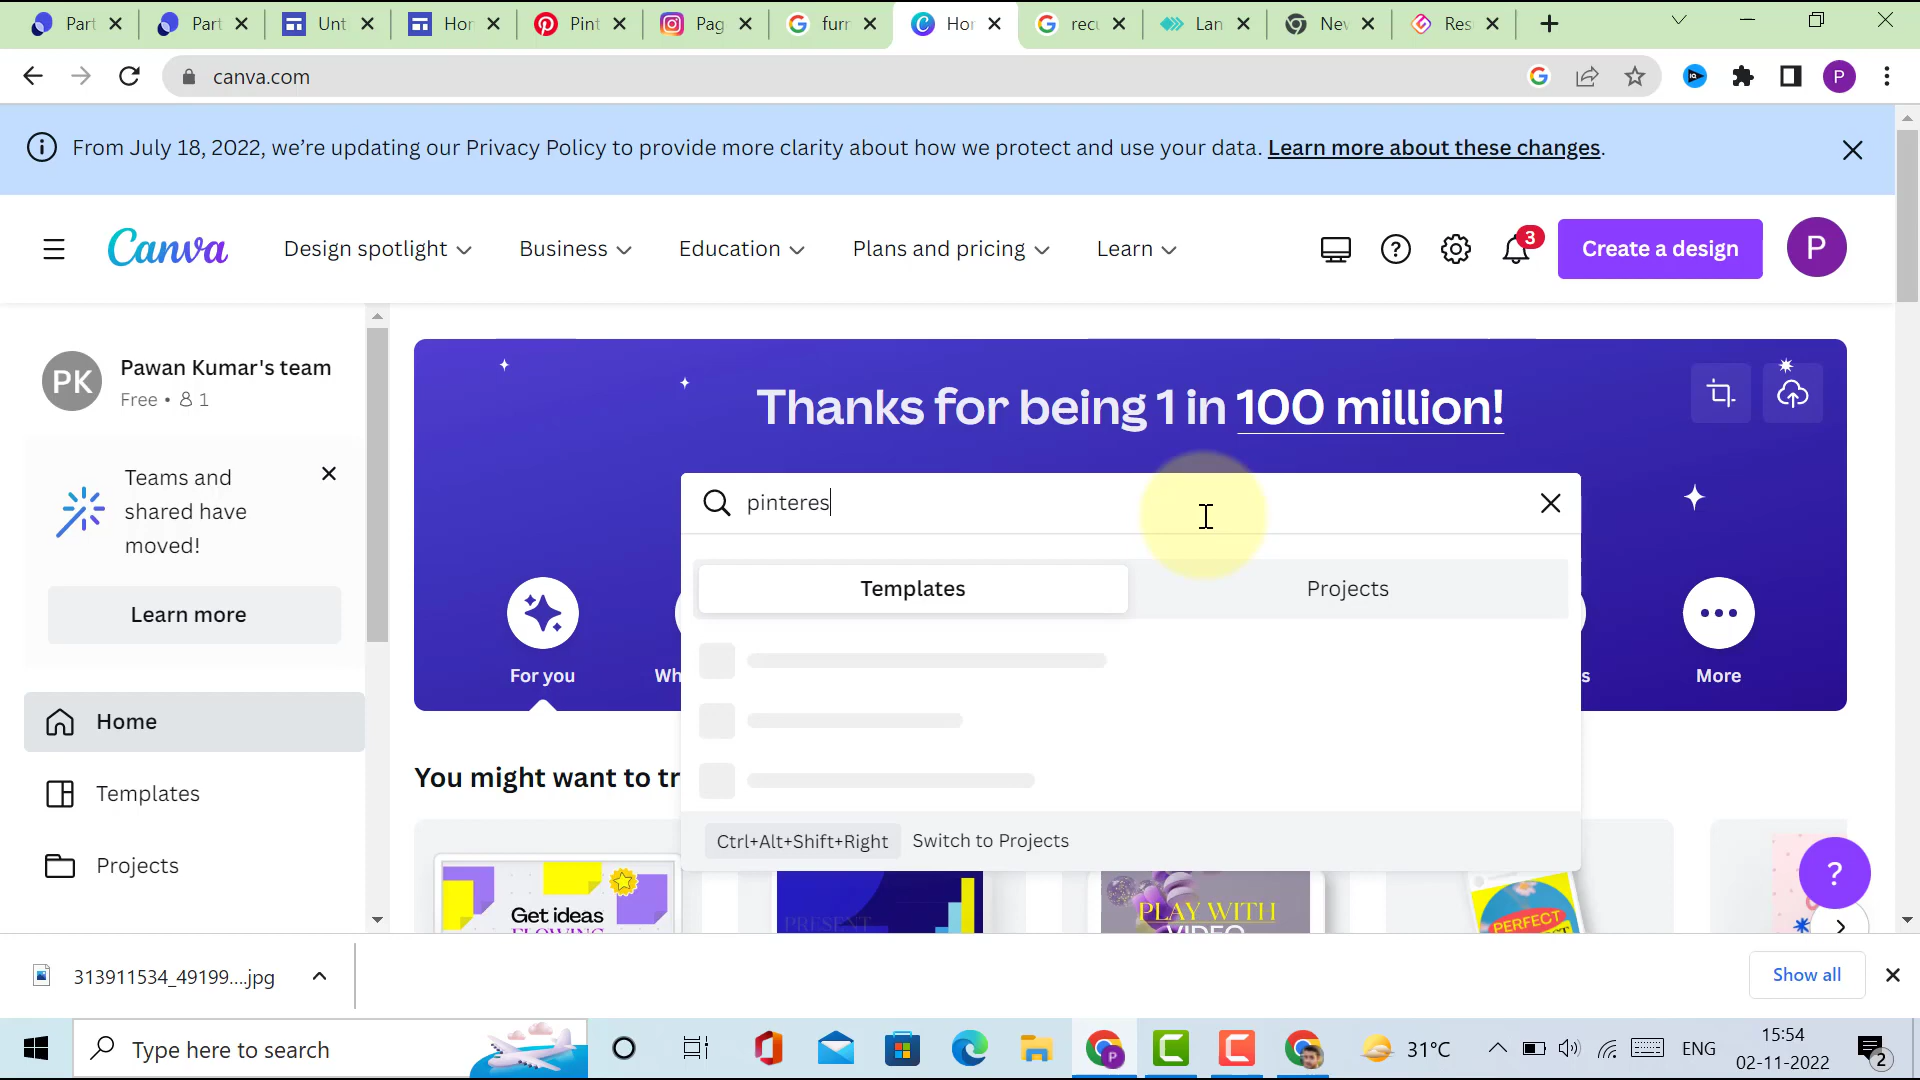 Part
Part
Unt
Hor
Pint
Pag
furr
Hor
recu
Lan
Nev
Res
canva.com
P
From July 18, 2022, we're updating our Privacy Policy to provide more clarity about how we protect and use your data. Learn more about these changes.
Canva
Design spotlight
Business
Education
Plans and pricing
Learn
3
Create a design
P
PK
Pawan Kumar's team
Free • 1
Thanks for being 1 in 100 million!
Teams and
shared have
moved!
Learn more
pinteres
Templates
Projects
For you
Wh
s
More
Home
Templates
Projects
You might want to tr
Ctrl+Alt+Shift+Right Switch to Projects
Get ideas
FLOWING
PRESENT
PLAY WITH
VIDEO
PERFECT
?
313911534_49199....jpg
Show all
Type here to search
P
31°C
ENG
15:54
02-11-2022
2